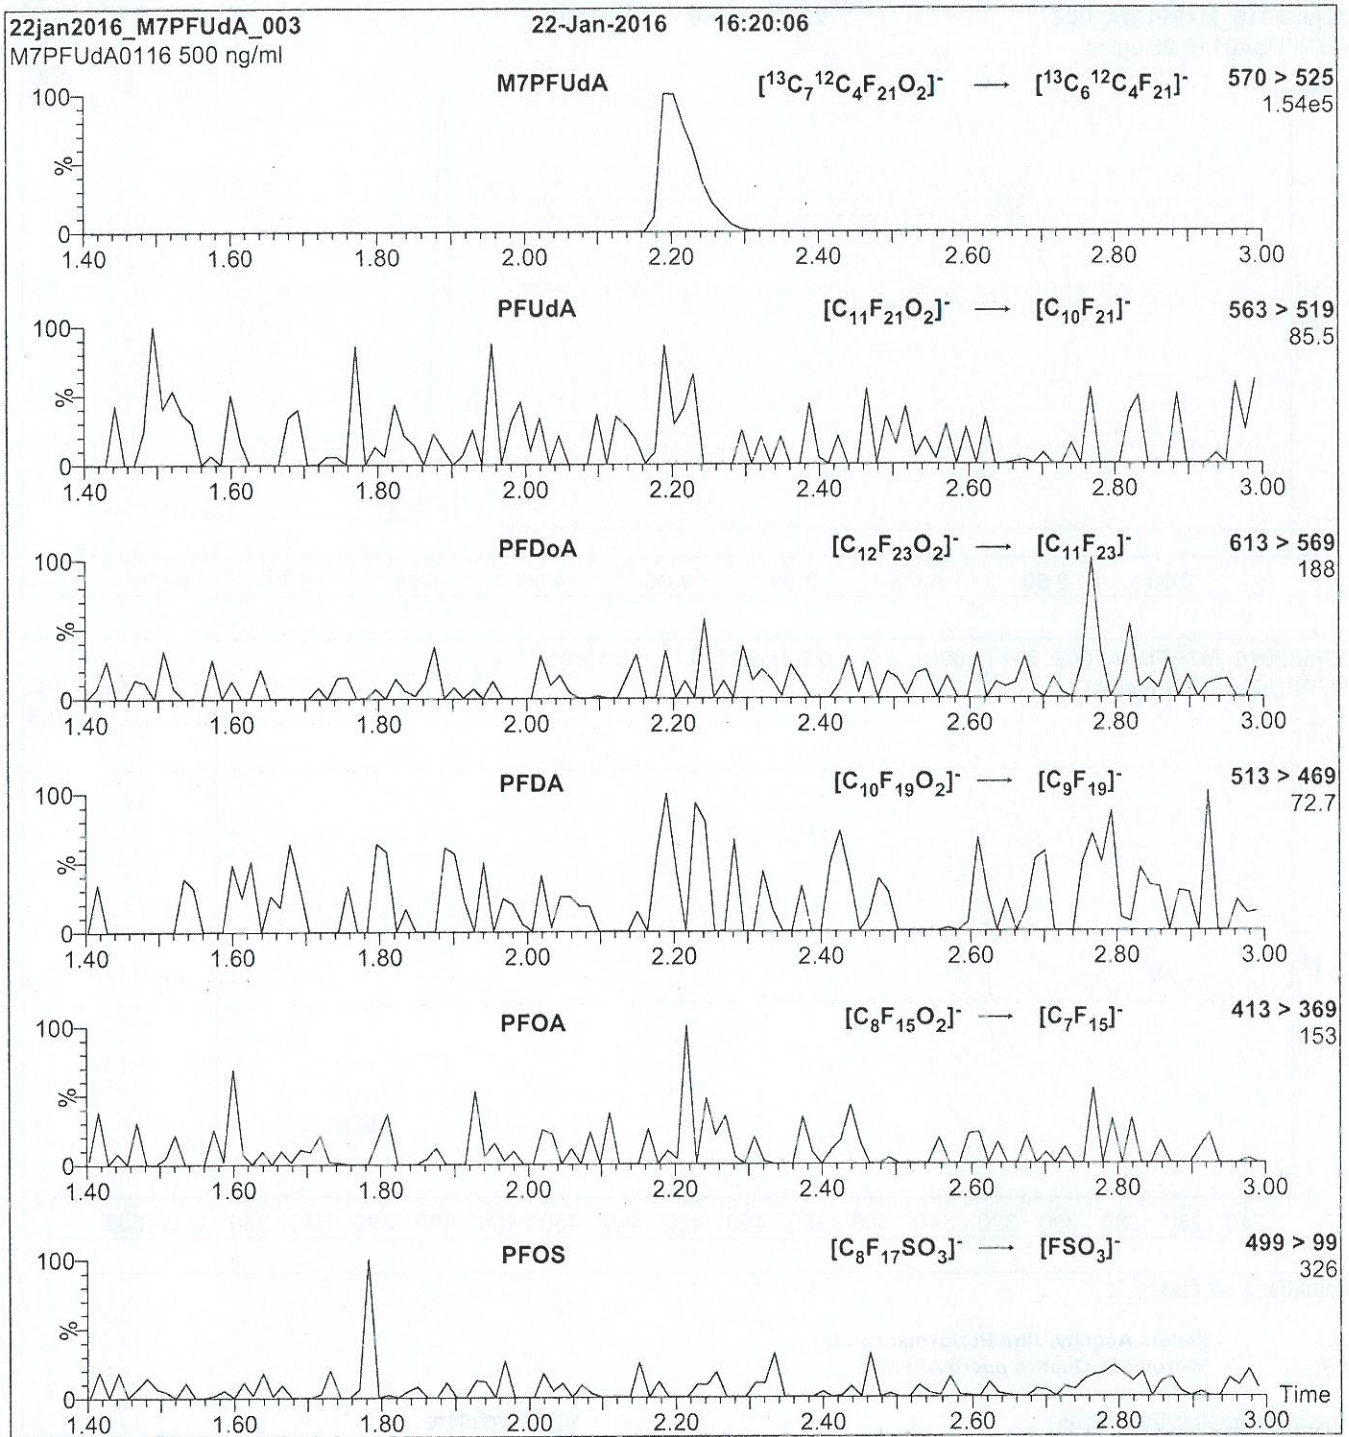 22jan2016_M7PFUdA_003 22-Jan-2016 16:20:06
M7PFUdA0116 500 ng/ml
M7PFUdA [¹³C₇¹²C₄F₂₁O₂]⁻ → [¹³C₆¹²C₄F₂₁]⁻ 570 > 525
1.54e5
100
%
0
1.40 1.60 1.80 2.00 2.20 2.40 2.60 2.80 3.00
PFUdA [C₁₁F₂₁O₂]⁻ → [C₁₀F₂₁]⁻ 563 > 519
85.5
100
%
0
1.40 1.60 1.80 2.00 2.20 2.40 2.60 2.80 3.00
PFDoA [C₁₂F₂₃O₂]⁻ → [C₁₁F₂₃]⁻ 613 > 569
188
100
%
0
1.40 1.60 1.80 2.00 2.20 2.40 2.60 2.80 3.00
PFDA [C₁₀F₁₉O₂]⁻ → [C₉F₁₉]⁻ 513 > 469
72.7
100
%
0
1.40 1.60 1.80 2.00 2.20 2.40 2.60 2.80 3.00
PFOA [C₈F₁₅O₂]⁻ → [C₇F₁₅]⁻ 413 > 369
153
100
%
0
1.40 1.60 1.80 2.00 2.20 2.40 2.60 2.80 3.00
PFOS [C₈F₁₇SO₃]⁻ → [FSO₃]⁻ 499 > 99
326
100
%
0
Time
1.40 1.60 1.80 2.00 2.20 2.40 2.60 2.80 3.00